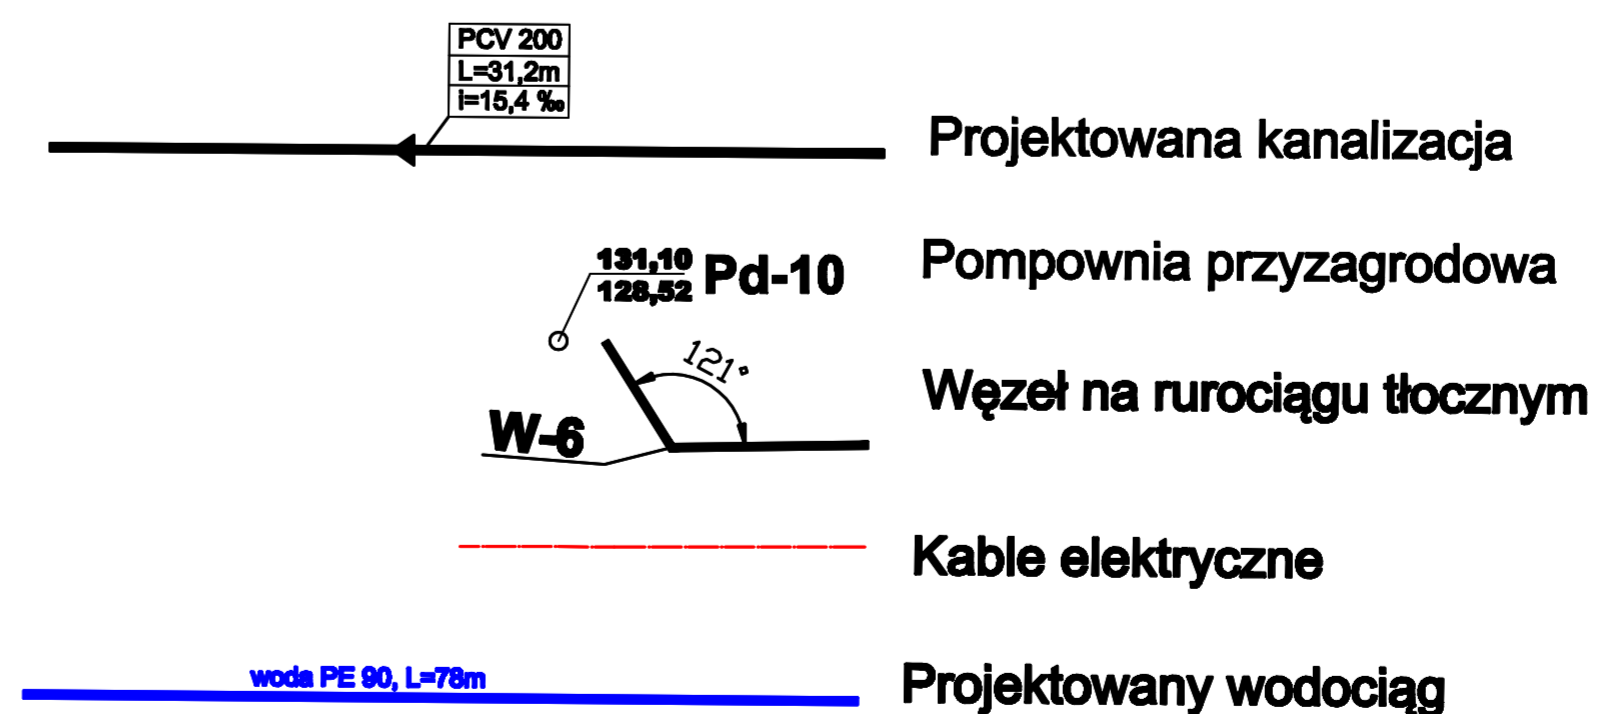 PCV 200
L=31,2m
i=15,4 ‰
Projektowana kanalizacja
131,10
128,52
Pd-10
Pompownia przyzagrodowa
121°
W-6
Węzeł na rurociągu tłocznym
Kable elektryczne
woda PE 90, L=78m
Projektowany wodociąg